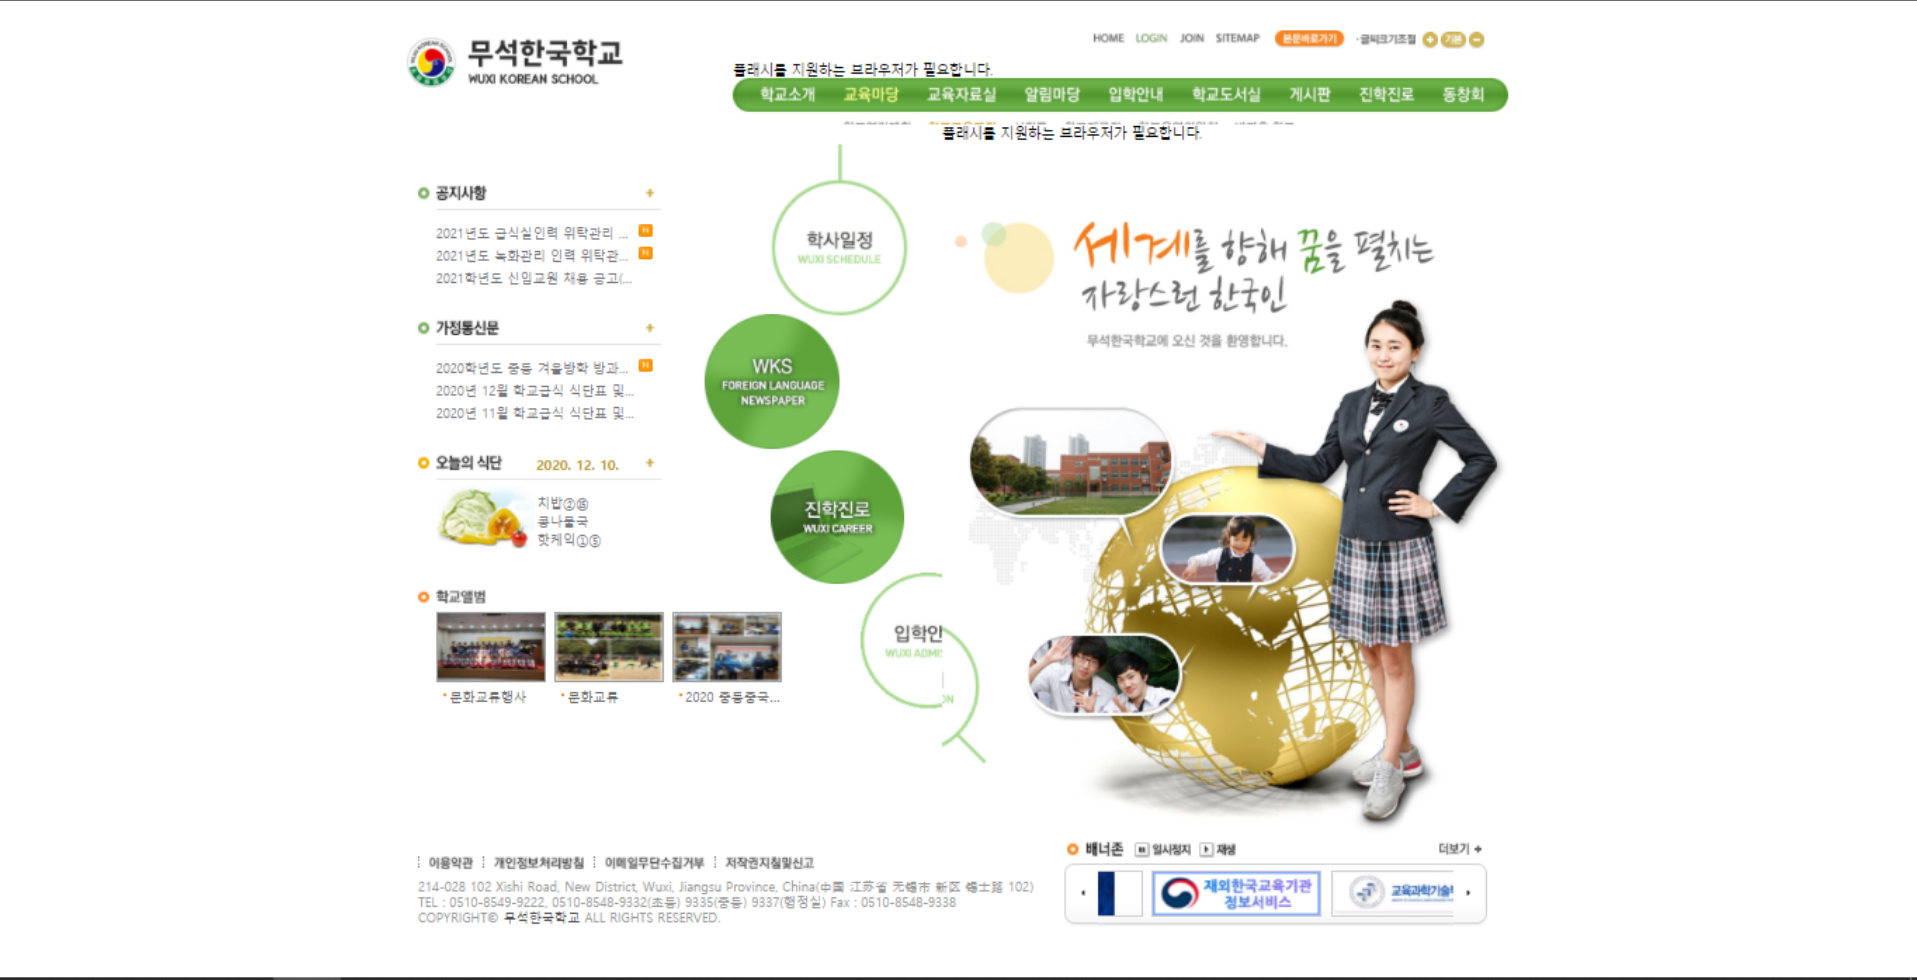 무석한국학교
WUXI KOREAN SCHOOL
HOME LOGIN JOIN SITEMAP 본문바로가기 ·글씨크기조절 + 기본 -
플래시를 지원하는 브라우저가 필요합니다.
학교소개 교육마당 교육자료실 알림마당 입학안내 학교도서실 게시판 진학진로 동창회
플래시를 지원하는 브라우저가 필요합니다.
공지사항 +
2021년도 급식실인력 위탁관리 ... N
2021년도 녹화관리 인력 위탁관... N
2021학년도 신입교원 채용 공고(...
가정통신문 +
2020학년도 중등 겨울방학 방과... N
2020년 12월 학교급식 식단표 및...
2020년 11월 학교급식 식단표 및...
오늘의 식단 2020. 12. 10. +
치밥②⑮
콩나물국
핫케익①⑤
학교앨범
문화교류행사
문화교류
2020 중등중국...
학사일정
WUXI SCHEDULE
WKS
FOREIGN LANGUAGE
NEWSPAPER
진학진로
WUXI CAREER
입학안
WUXI ADMIS
ON
세계를 향해 꿈을 펼치는
자랑스런 한국인
무석한국학교에 오신 것을 환영합니다.
이용약관 개인정보처리방침 이메일무단수집거부 저작권지침및신고
214-028 102 Xishi Road, New District, Wuxi, Jiangsu Province, China(中国 江苏省 无锡市 新区 锡士路 102)
TEL : 0510-8549-9222, 0510-8548-9332(초등) 9335(중등) 9337(행정실) Fax : 0510-8548-9338
COPYRIGHT© 무석한국학교 ALL RIGHTS RESERVED.
배너존 일시정지 재생 더보기 +
재외한국교육기관
정보서비스
교육과학기술